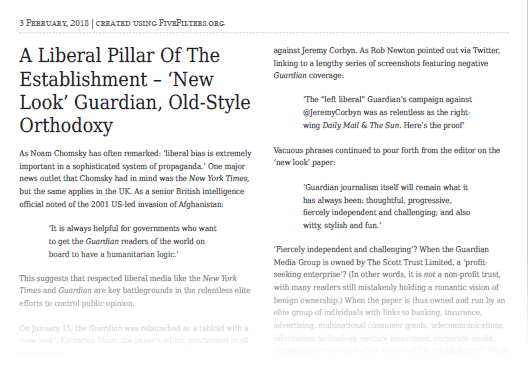 3 February, 2018 | created using FiveFilters.org
A Liberal Pillar Of The
Establishment – ‘New
Look’ Guardian, Old-Style
Orthodoxy
As Noam Chomsky has often remarked: ‘liberal bias is extremely
important in a sophisticated system of propaganda.’ One major
news outlet that Chomsky had in mind was the New York Times,
but the same applies in the UK. As a senior British intelligence
official noted of the 2001 US-led invasion of Afghanistan:
‘It is always helpful for governments who want
to get the Guardian readers of the world on
board to have a humanitarian logic.’
This suggests that respected liberal media like the New York
Times and Guardian are key battlegrounds in the relentless elite
efforts to control public opinion.
On January 15, the Guardian was relaunched as a tabloid with a
‘new look’. Katharine Viner, the paper’s editor, proclaimed in all
against Jeremy Corbyn. As Rob Newton pointed out via Twitter,
linking to a lengthy series of screenshots featuring negative
Guardian coverage:
‘The “left liberal” Guardian’s campaign against
@JeremyCorbyn was as relentless as the right-
wing Daily Mail & The Sun. Here’s the proof’
Vacuous phrases continued to pour forth from the editor on the
‘new look’ paper:
‘Guardian journalism itself will remain what it
has always been: thoughtful, progressive,
fiercely independent and challenging; and also
witty, stylish and fun.’
‘Fiercely independent and challenging’? When the Guardian
Media Group is owned by The Scott Trust Limited, a ‘profit-
seeking enterprise’? (In other words, it is not a non-profit trust,
with many readers still mistakenly holding a romantic vision of
benign ownership.) When the paper is thus owned and run by an
elite group of individuals with links to banking, insurance,
advertising, multinational consumer goods, telecommunications,
information technology, venture investment, corporate media,